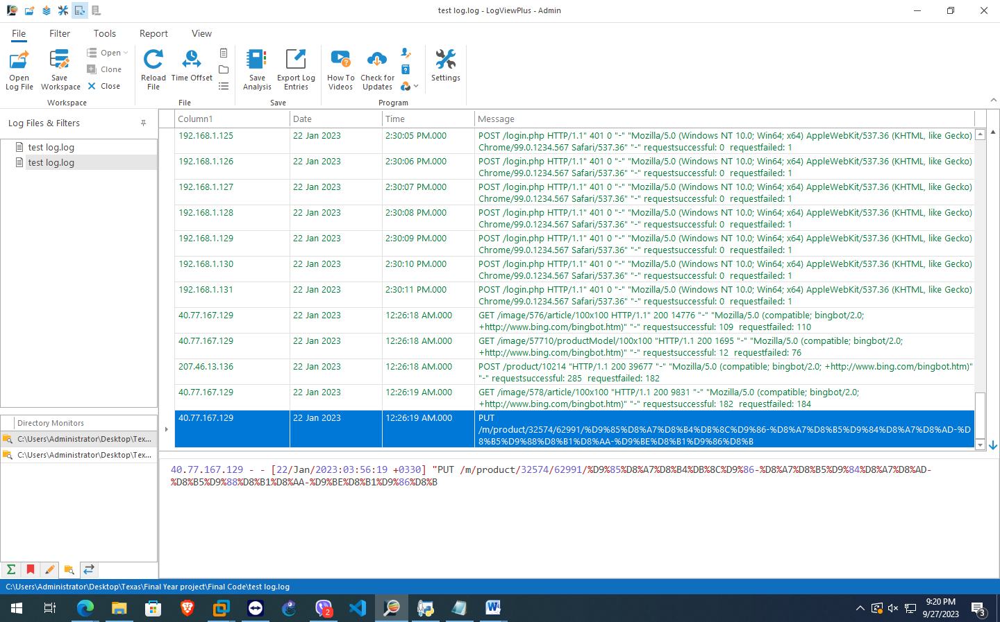 test log.log - LogViewPlus - Admin
File Filter Tools Report View
Open Log File
Save Workspace
Open
Clone
Close
Workspace
Reload File
Time Offset
File
Save Analysis
Export Log Entries
Save
How To Videos
Check for Updates
Program
Settings
Log Files & Filters
test log.log
test log.log
Directory Monitors
C:\Users\Administrator\Desktop\Tex...
C:\Users\Administrator\Desktop\Tex...
Column1 Date Time Message
192.168.1.125 22 Jan 2023 2:30:05 PM.000 POST /login.php HTTP/1.1" 401 0 "-" "Mozilla/5.0 (Windows NT 10.0; Win64; x64) AppleWebKit/537.36 (KHTML, like Gecko)
Chrome/99.0.1234.567 Safari/537.36" "-" requestsuccessful: 0 requestfailed: 1
192.168.1.126 22 Jan 2023 2:30:06 PM.000 POST /login.php HTTP/1.1" 401 0 "-" "Mozilla/5.0 (Windows NT 10.0; Win64; x64) AppleWebKit/537.36 (KHTML, like Gecko)
Chrome/99.0.1234.567 Safari/537.36" "-" requestsuccessful: 0 requestfailed: 1
192.168.1.127 22 Jan 2023 2:30:07 PM.000 POST /login.php HTTP/1.1" 401 0 "-" "Mozilla/5.0 (Windows NT 10.0; Win64; x64) AppleWebKit/537.36 (KHTML, like Gecko)
Chrome/99.0.1234.567 Safari/537.36" "-" requestsuccessful: 0 requestfailed: 1
192.168.1.128 22 Jan 2023 2:30:08 PM.000 POST /login.php HTTP/1.1" 401 0 "-" "Mozilla/5.0 (Windows NT 10.0; Win64; x64) AppleWebKit/537.36 (KHTML, like Gecko)
Chrome/99.0.1234.567 Safari/537.36" "-" requestsuccessful: 0 requestfailed: 1
192.168.1.129 22 Jan 2023 2:30:09 PM.000 POST /login.php HTTP/1.1" 401 0 "-" "Mozilla/5.0 (Windows NT 10.0; Win64; x64) AppleWebKit/537.36 (KHTML, like Gecko)
Chrome/99.0.1234.567 Safari/537.36" "-" requestsuccessful: 0 requestfailed: 1
192.168.1.130 22 Jan 2023 2:30:10 PM.000 POST /login.php HTTP/1.1" 401 0 "-" "Mozilla/5.0 (Windows NT 10.0; Win64; x64) AppleWebKit/537.36 (KHTML, like Gecko)
Chrome/99.0.1234.567 Safari/537.36" "-" requestsuccessful: 0 requestfailed: 1
192.168.1.131 22 Jan 2023 2:30:11 PM.000 POST /login.php HTTP/1.1" 401 0 "-" "Mozilla/5.0 (Windows NT 10.0; Win64; x64) AppleWebKit/537.36 (KHTML, like Gecko)
Chrome/99.0.1234.567 Safari/537.36" "-" requestsuccessful: 0 requestfailed: 1
40.77.167.129 22 Jan 2023 12:26:18 AM.000 GET /image/576/article/100x100 HTTP/1.1" 200 14776 "-" "Mozilla/5.0 (compatible; bingbot/2.0;
+http://www.bing.com/bingbot.htm)" "-" requestsuccessful: 109 requestfailed: 110
40.77.167.129 22 Jan 2023 12:26:18 AM.000 GET /image/57710/productModel/100x100 "HTTP/1.1 200 1695 "-" "Mozilla/5.0 (compatible; bingbot/2.0;
+http://www.bing.com/bingbot.htm)" "-" requestsuccessful: 12 requestfailed: 76
207.46.13.136 22 Jan 2023 12:26:18 AM.000 POST /product/10214 "HTTP/1.1 200 39677 "-" "Mozilla/5.0 (compatible; bingbot/2.0; +http://www.bing.com/bingbot.htm)"
"-" requestsuccessful: 285 requestfailed: 182
40.77.167.129 22 Jan 2023 12:26:19 AM.000 GET /image/578/article/100x100 "HTTP/1.1 200 9831 "-" "Mozilla/5.0 (compatible; bingbot/2.0;
+http://www.bing.com/bingbot.htm)" "-" requestsuccessful: 182 requestfailed: 184
40.77.167.129 22 Jan 2023 12:26:19 AM.000 PUT
/m/product/32574/62991/%D9%85%D8%A7%D8%B4%DB%8C%D9%86-%D8%A7%D8%B5%D9%84%D8%A7%D8%AD-%D
8%B5%D9%88%D8%B1%D8%AA-%D9%BE%D8%B1%D9%86%D8%B
40.77.167.129 - - [22/Jan/2023:03:56:19 +0330] "PUT /m/product/32574/62991/%D9%85%D8%A7%D8%B4%DB%8C%D9%86-%D8%A7%D8%B5%D9%84%D8%A7%D8%AD-
%D8%B5%D9%88%D8%B1%D8%AA-%D9%BE%D8%B1%D9%86%D8%B
C:\Users\Administrator\Desktop\Texas\Final Year project\Final Code\test log.log
2
9:20 PM
9/27/2023
3